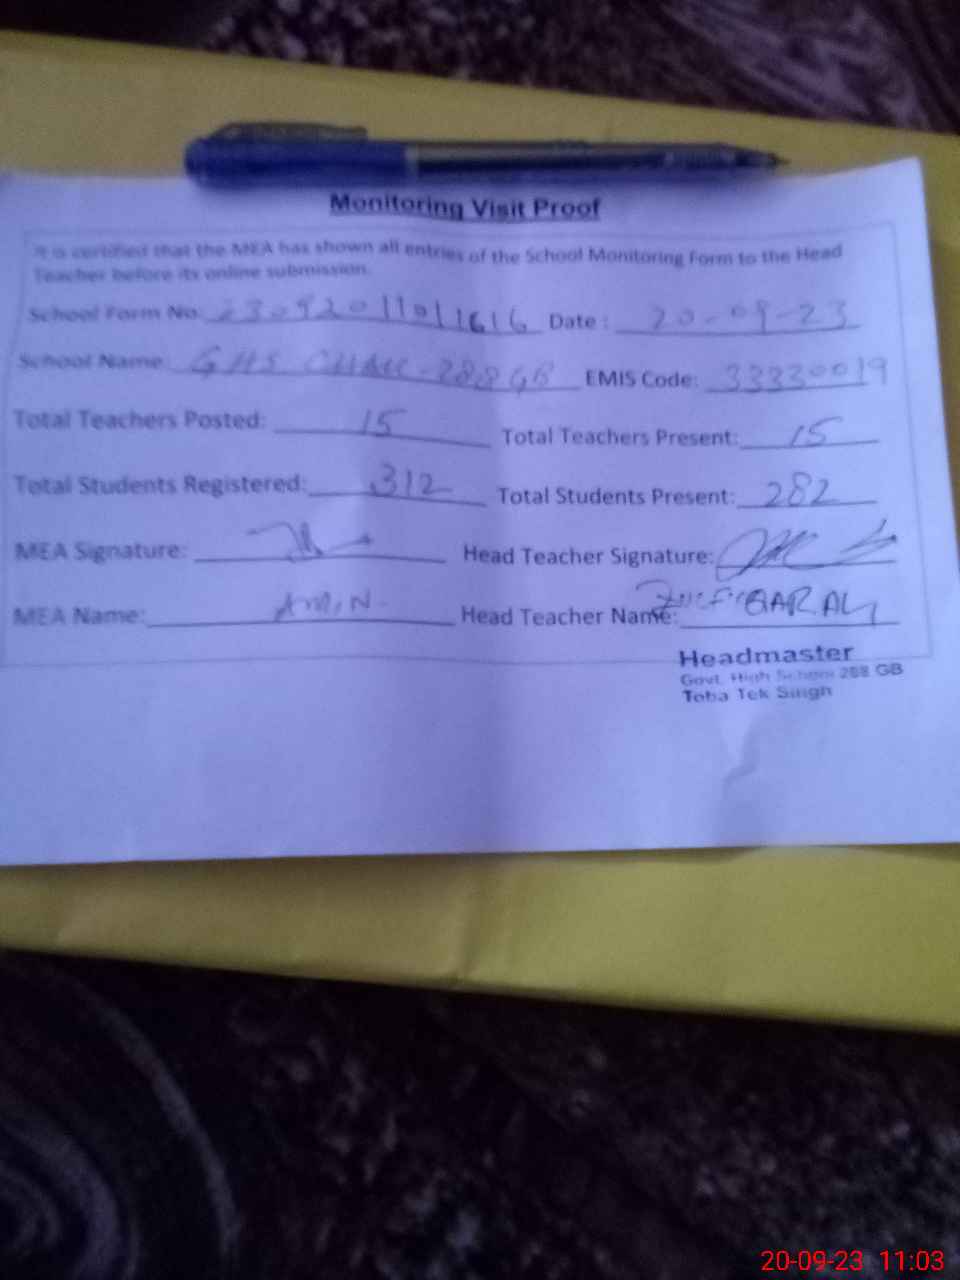 Monitoring Visit Proof
It is certified that the MEA has shown all entries of the School Monitoring Form to the Head
Teacher before its online submission.
School Form No: 23092011011616 Date : 20-09-23
School Name: GHS CHAK-288 GB EMIS Code: 33330019
Total Teachers Posted: 15 Total Teachers Present: 15
Total Students Registered: 312 Total Students Present: 282
MEA Signature: Head Teacher Signature:
MEA Name: AMIN Head Teacher Name: ZULFIQAR ALI
Headmaster
Govt. High School 288 GB
Toba Tek Singh
20-09-23 11:03